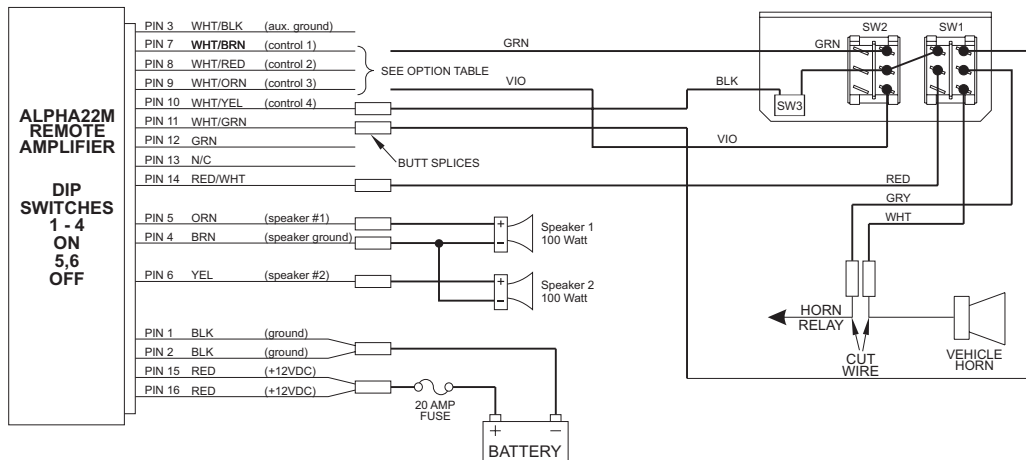 ALPHA22M
REMOTE
AMPLIFIER
DIP
SWITCHES
1 - 4
ON
5,6
OFF
PIN 3 WHT/BLK (aux. ground)
PIN 7 WHT/BRN (control 1)
PIN 8 WHT/RED (control 2)
PIN 9 WHT/ORN (control 3)
PIN 10 WHT/YEL (control 4)
PIN 11 WHT/GRN
PIN 12 GRN
PIN 13 N/C
PIN 14 RED/WHT
PIN 5 ORN (speaker #1)
PIN 4 BRN (speaker ground)
PIN 6 YEL (speaker #2)
PIN 1 BLK (ground)
PIN 2 BLK (ground)
PIN 15 RED (+12VDC)
PIN 16 RED (+12VDC)
SEE OPTION TABLE
BUTT SPLICES
GRN
VIO
BLK
VIO
GRN
SW2
SW1
SW3
RED
GRY
WHT
+
−
Speaker 1
100 Watt
+
−
Speaker 2
100 Watt
HORN
RELAY
CUT
WIRE
VEHICLE
HORN
20 AMP
FUSE
+ −
BATTERY